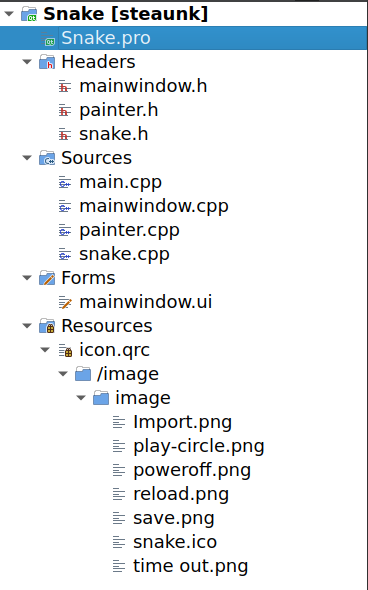 Snake [steaunk]
Snake.pro
Headers
mainwindow.h
painter.h
snake.h
Sources
main.cpp
mainwindow.cpp
painter.cpp
snake.cpp
Forms
mainwindow.ui
Resources
icon.qrc
/image
image
Import.png
play-circle.png
poweroff.png
reload.png
save.png
snake.ico
time out.png